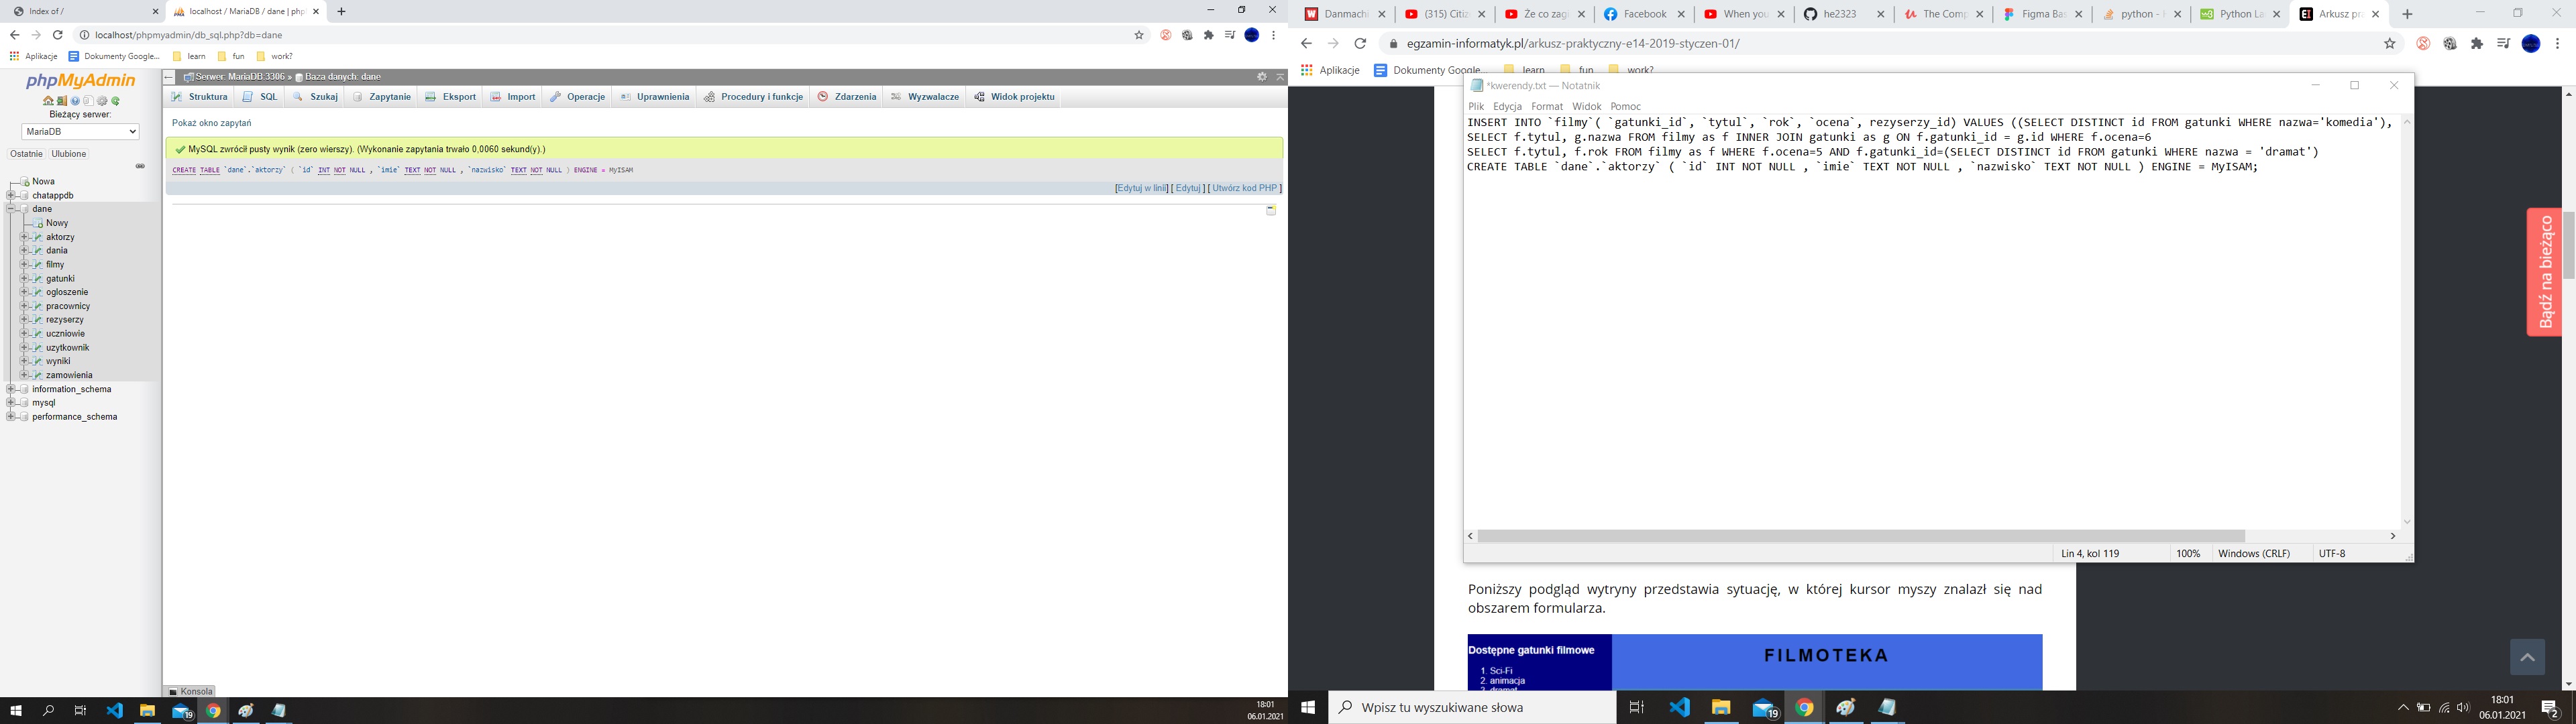 Index of /
localhost / MariaDB / dane | php
localhost/phpmyadmin/db_sql.php?db=dane
Aplikacje
Dokumenty Google...
learn
fun
work?
phpMyAdmin
Bieżący serwer:
MariaDB
Ostatnie
Ulubione
Nowa
chatappdb
dane
Nowy
aktorzy
dania
filmy
gatunki
ogloszenie
pracownicy
rezyserzy
uczniowie
uzytkownik
wyniki
zamowienia
information_schema
mysql
performance_schema
Serwer: MariaDB:3306 » Baza danych: dane
Struktura
SQL
Szukaj
Zapytanie
Eksport
Import
Operacje
Uprawnienia
Procedury i funkcje
Zdarzenia
Wyzwalacze
Widok projektu
Pokaż okno zapytań
MySQL zwrócił pusty wynik (zero wierszy). (Wykonanie zapytania trwało 0,0060 sekund(y).)
CREATE TABLE `dane`.`aktorzy` ( `id` INT NOT NULL , `imie` TEXT NOT NULL , `nazwisko` TEXT NOT NULL ) ENGINE = MyISAM
[Edytuj w linii] [ Edytuj ] [ Utwórz kod PHP ]
Konsola
19
18:01
06.01.2021
Danmachi
(315) Citiz
Że co zagi
Facebook
When you
he2323
The Comp
Figma Bas
python -
Python La
Arkusz pra
egzamin-informatyk.pl/arkusz-praktyczny-e14-2019-styczen-01/
Aplikacje
Dokumenty Google...
learn
fun
work?
*kwerendy.txt — Notatnik
Plik Edycja Format Widok Pomoc
INSERT INTO `filmy`( `gatunki_id`, `tytul`, `rok`, `ocena`, rezyserzy_id) VALUES ((SELECT DISTINCT id FROM gatunki WHERE nazwa='komedia'),
SELECT f.tytul, g.nazwa FROM filmy as f INNER JOIN gatunki as g ON f.gatunki_id = g.id WHERE f.ocena=6
SELECT f.tytul, f.rok FROM filmy as f WHERE f.ocena=5 AND f.gatunki_id=(SELECT DISTINCT id FROM gatunki WHERE nazwa = 'dramat')
CREATE TABLE `dane`.`aktorzy` ( `id` INT NOT NULL , `imie` TEXT NOT NULL , `nazwisko` TEXT NOT NULL ) ENGINE = MyISAM;
Lin 4, kol 119
100%
Windows (CRLF)
UTF-8
Bądź na bieżąco
Poniższy podgląd wytryny przedstawia sytuację, w której kursor myszy znalazł się nad
obszarem formularza.
Dostępne gatunki filmowe
1. Sci-Fi
2. animacja
3. dramat
FILMOTEKA
Wpisz tu wyszukiwane słowa
19
18:01
06.01.2021
2